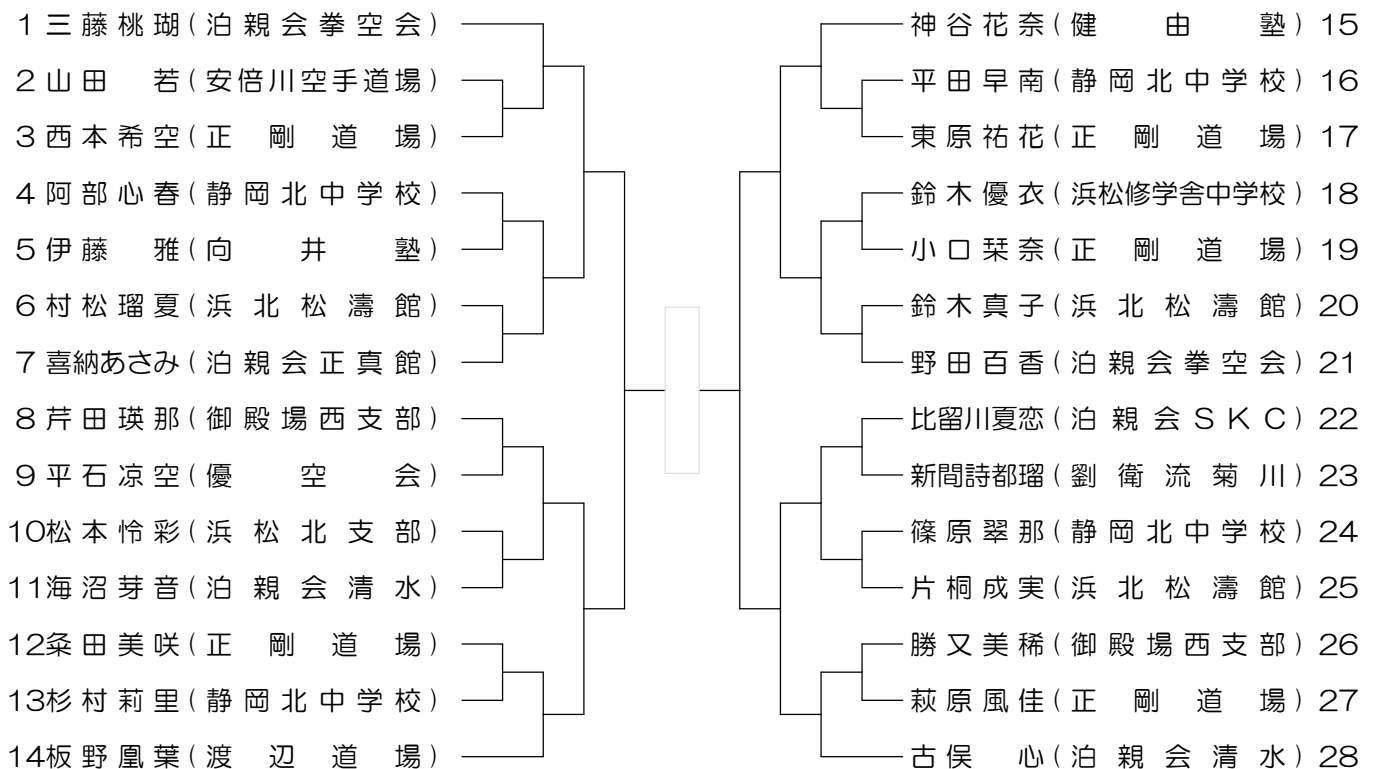 1 三藤桃瑚(泊親会拳空会)
2 山田 若(安倍川空手道場)
3 西本希空(正剛道場)
4 阿部心春(静岡北中学校)
5 伊藤 雅(向井塾)
6 村松瑠夏(浜北松濤館)
7 喜納あさみ(泊親会正真館)
8 芹田瑛那(御殿場西支部)
9 平石凉空(優空会)
10 松本怜彩(浜松北支部)
11 海沼芽音(泊親会清水)
12 粂田美咲(正剛道場)
13 杉村莉里(静岡北中学校)
14 板野凰葉(渡辺道場)
神谷花奈(健由塾) 15
平田早南(静岡北中学校) 16
東原祐花(正剛道場) 17
鈴木優衣(浜松修学舎中学校) 18
小口栞奈(正剛道場) 19
鈴木真子(浜北松濤館) 20
野田百香(泊親会拳空会) 21
比留川夏恋(泊親会SKC) 22
新間詩都瑠(劉衛流菊川) 23
篠原翠那(静岡北中学校) 24
片桐成実(浜北松濤館) 25
勝又美稀(御殿場西支部) 26
萩原風佳(正剛道場) 27
古俣 心(泊親会清水) 28